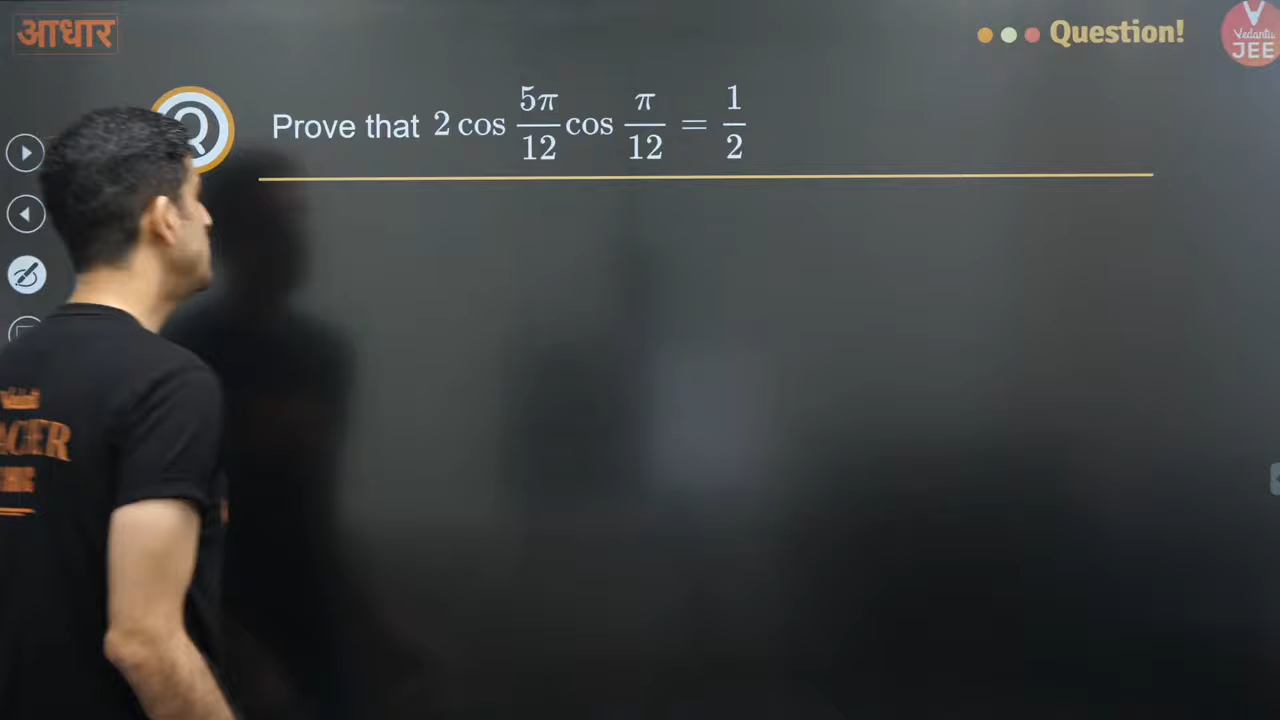 आधार
Question!
Vedantu
JEE
Prove that 2 cos 5π/12 cos π/12 = 1/2